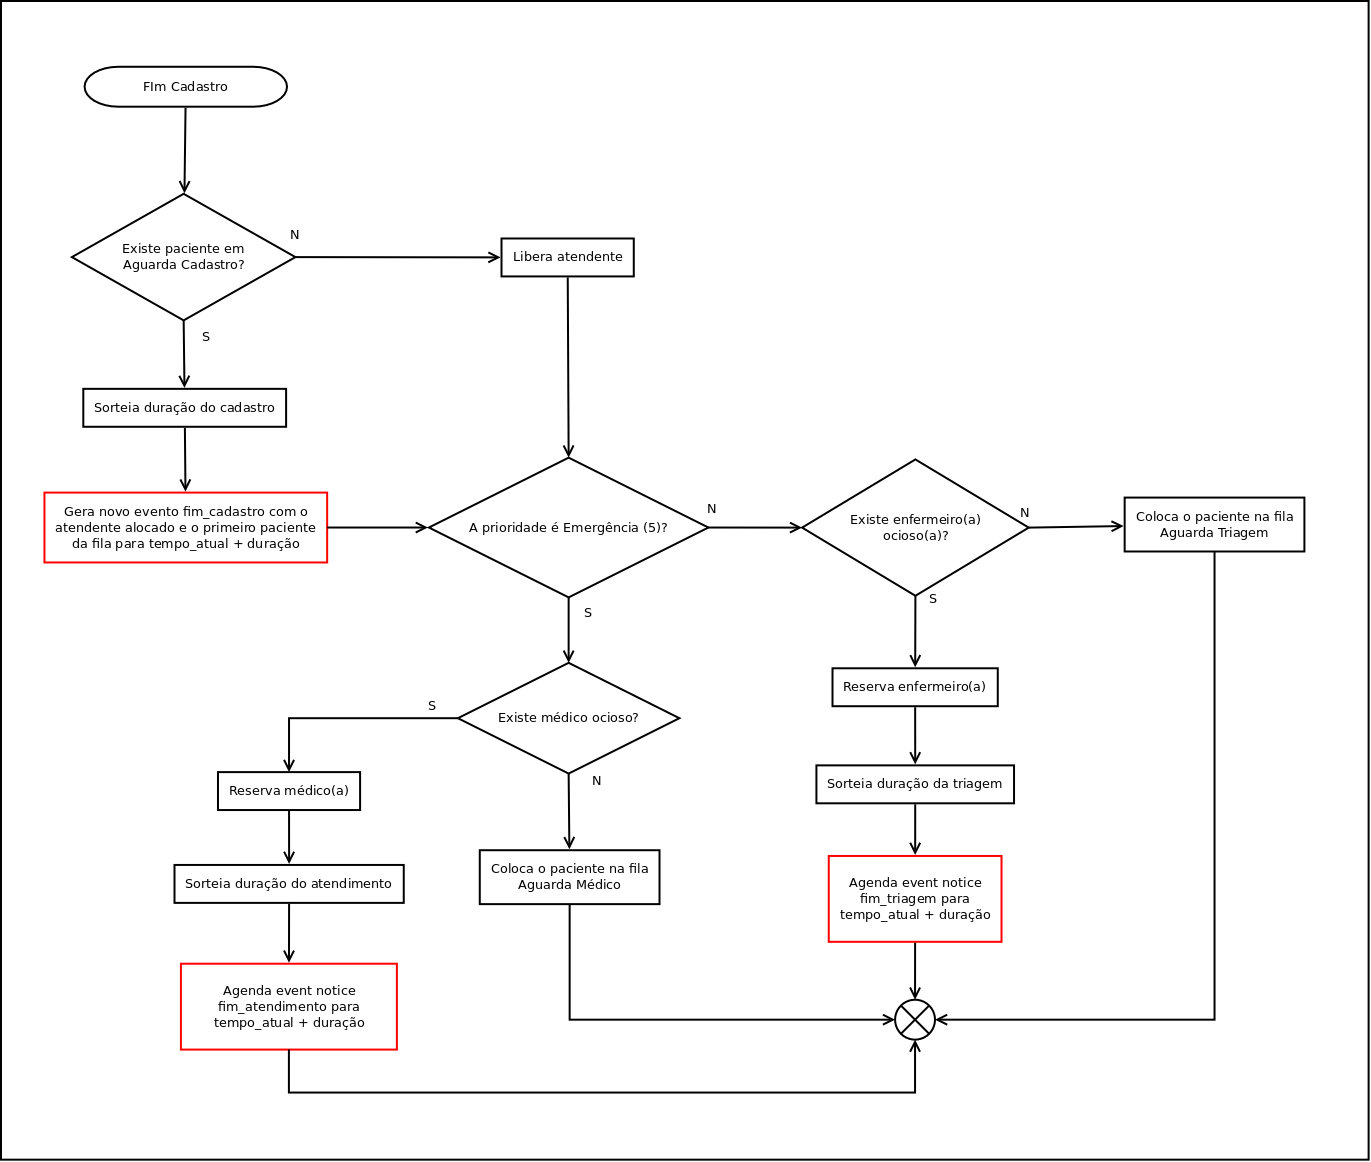 FIm Cadastro
Existe paciente em
Aguarda Cadastro?
N
S
Libera atendente
Sorteia duração do cadastro
Gera novo evento fim_cadastro com o
atendente alocado e o primeiro paciente
da fila para tempo_atual + duração
A prioridade é Emergência (5)?
N
S
Existe enfermeiro(a)
ocioso(a)?
N
S
Coloca o paciente na fila
Aguarda Triagem
Existe médico ocioso?
S
N
Reserva enfermeiro(a)
Reserva médico(a)
Sorteia duração da triagem
Sorteia duração do atendimento
Coloca o paciente na fila
Aguarda Médico
Agenda event notice
fim_triagem para
tempo_atual + duração
Agenda event notice
fim_atendimento para
tempo_atual + duração